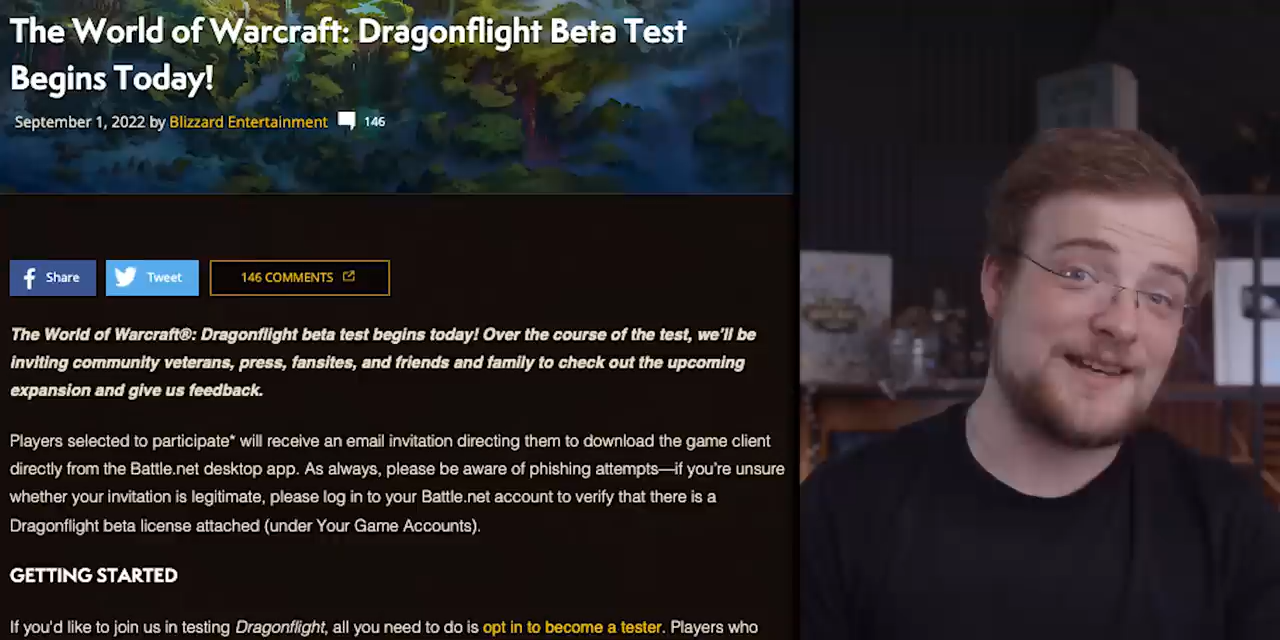 The World of Warcraft: Dragonflight Beta Test
Begins Today!
September 1, 2022 by Blizzard Entertainment 146
Share Tweet 146 COMMENTS
The World of Warcraft®: Dragonflight beta test begins today! Over the course of the test, we’ll be
inviting community veterans, press, fansites, and friends and family to check out the upcoming
expansion and give us feedback.
Players selected to participate* will receive an email invitation directing them to download the game client
directly from the Battle.net desktop app. As always, please be aware of phishing attempts—if you’re unsure
whether your invitation is legitimate, please log in to your Battle.net account to verify that there is a
Dragonflight beta license attached (under Your Game Accounts).
GETTING STARTED
If you'd like to join us in testing Dragonflight, all you need to do is opt in to become a tester. Players who